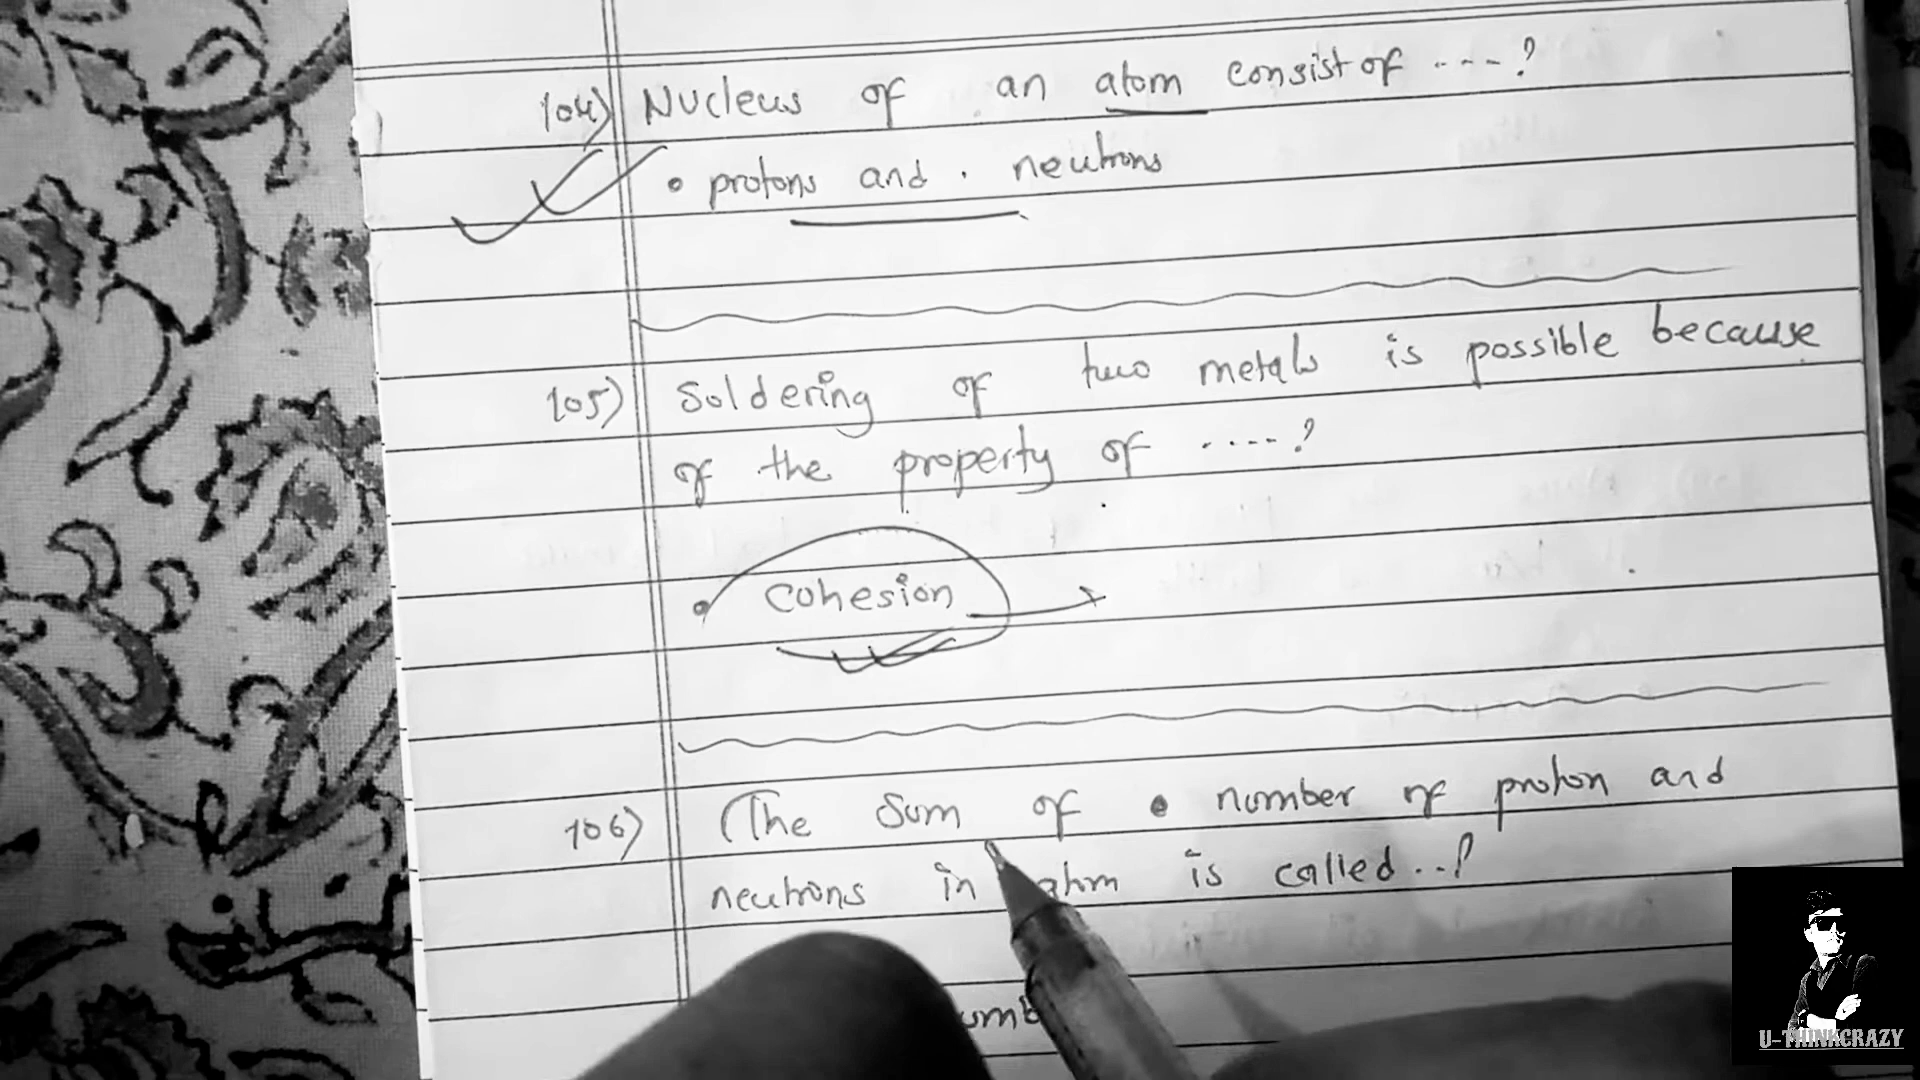 104) Nucleus of an atom consist of ----?
• protons and neutrons
105) Soldering of two metals is possible because
of the property of ----?
• cohesion
106) (The sum of number of proton and
neutrons in atom is called..?
U-THINKCRAZY